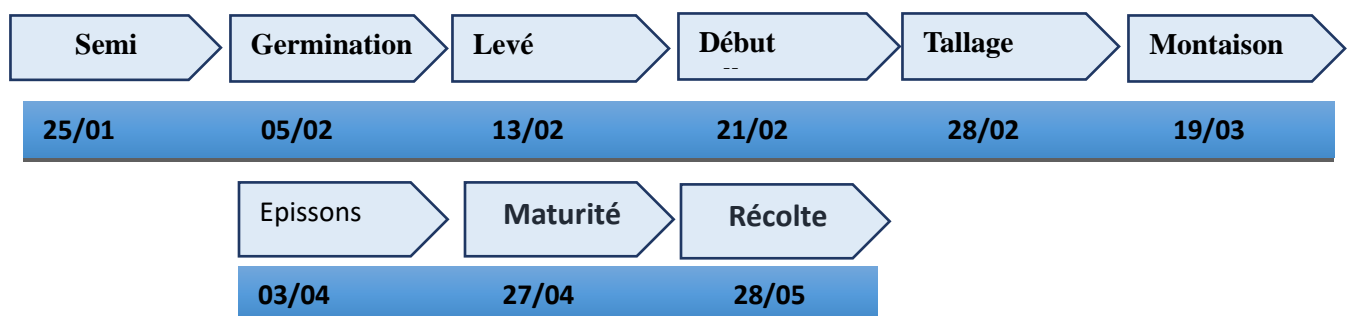 Semi Germination Levé Début Tallage Montaison
25/01 05/02 13/02 21/02 28/02 19/03
Epissons Maturité Récolte
03/04 27/04 28/05